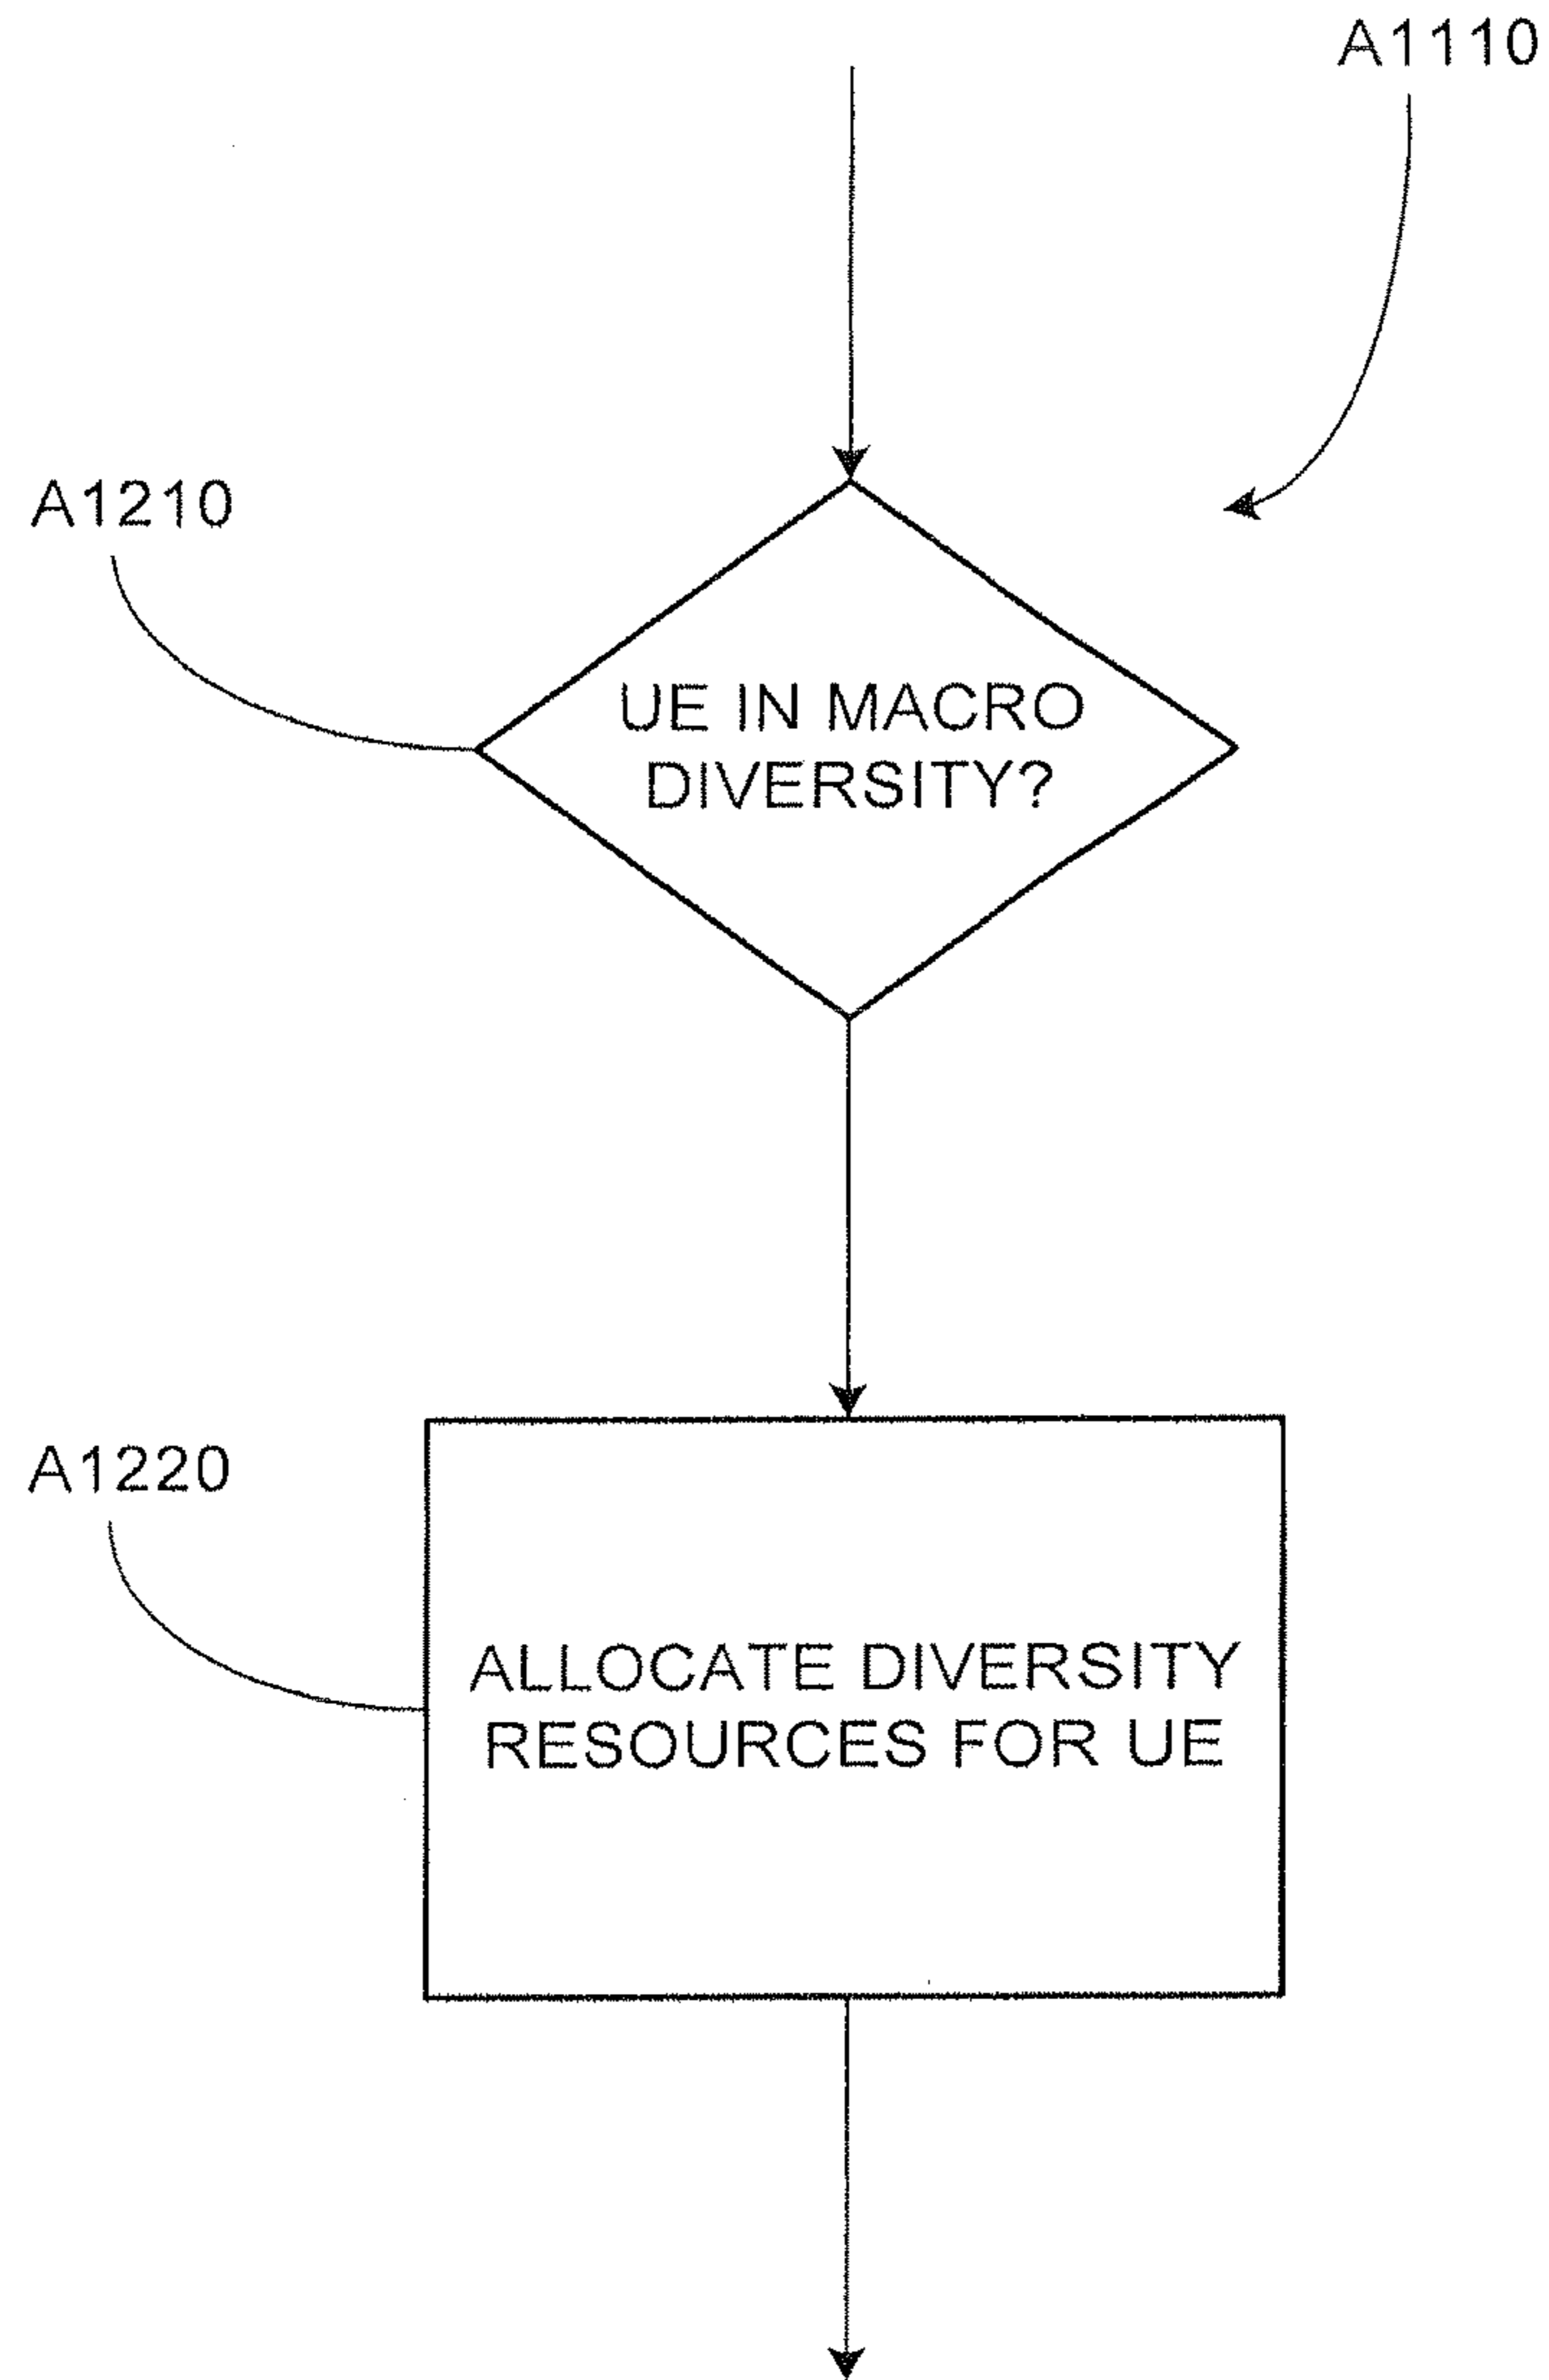 A1110
A1210
UE IN MACRO
DIVERSITY?
A1220
ALLOCATE DIVERSITY
RESOURCES FOR UE